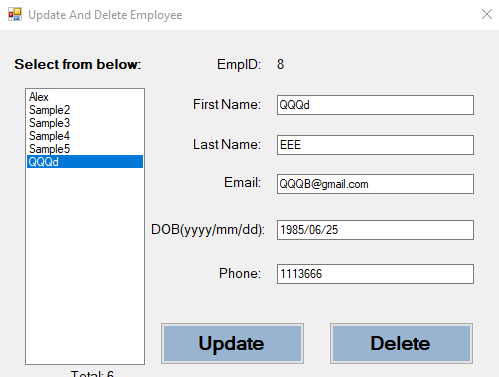 Update And Delete Employee
Select from below:
EmpID: 8
Alex
Sample2
Sample3
Sample4
Sample5
QQQd
First Name: QQQd
Last Name: EEE
Email: QQQB@gmail.com
DOB(yyyy/mm/dd): 1985/06/25
Phone: 1113666
Update
Delete
Total: 6